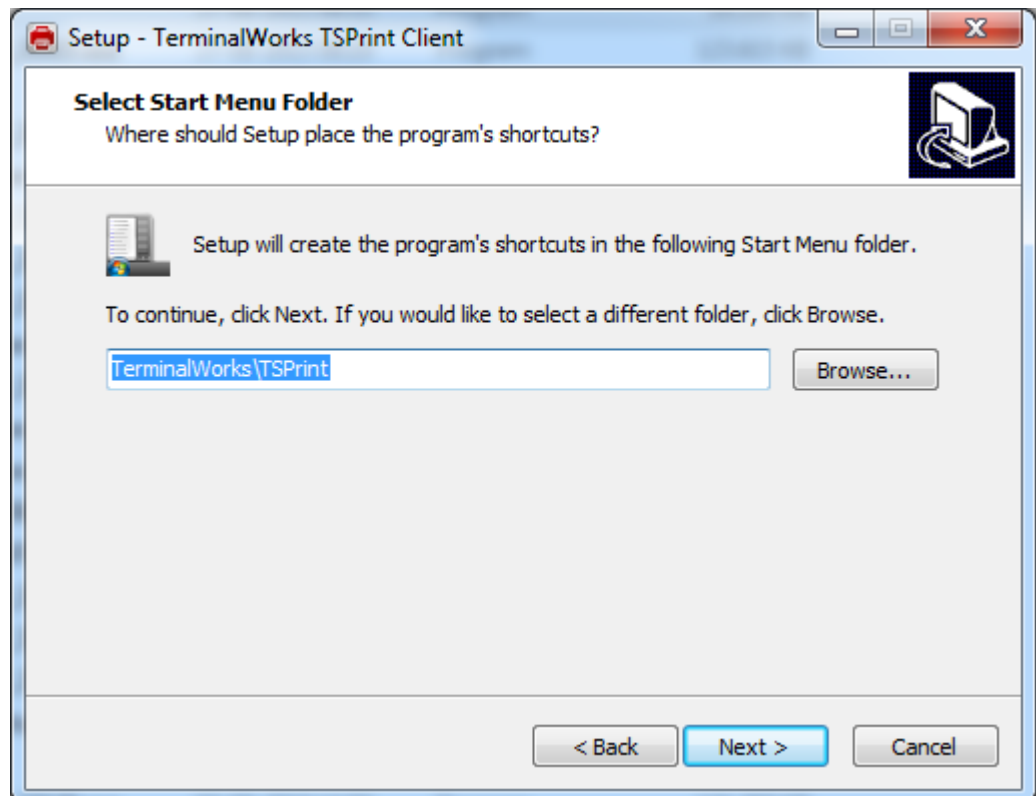 Setup - TerminalWorks TSPrint Client
Select Start Menu Folder
Where should Setup place the program's shortcuts?
Setup will create the program's shortcuts in the following Start Menu folder.
To continue, click Next. If you would like to select a different folder, click Browse.
TerminalWorks\TSPrint
Browse...
< Back
Next >
Cancel